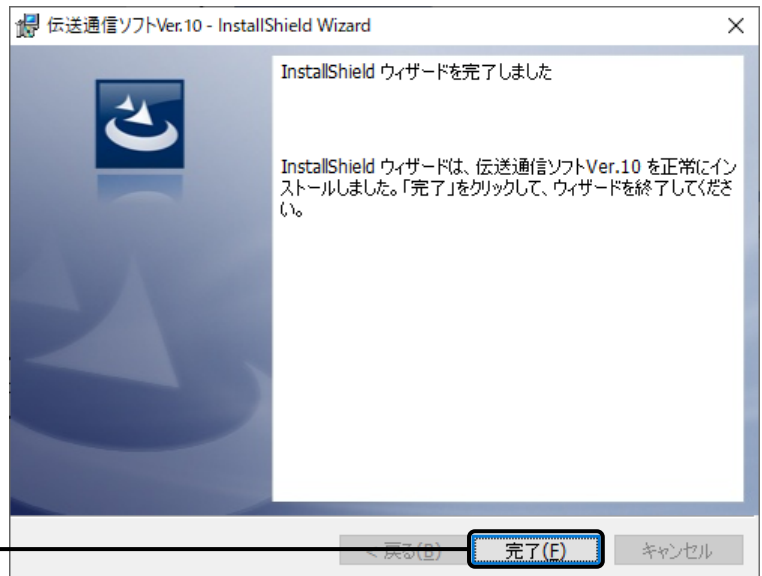 伝送通信ソフトVer.10 - InstallShield Wizard
InstallShield ウィザードを完了しました
InstallShield ウィザードは、伝送通信ソフトVer.10 を正常にイン
ストールしました。「完了」をクリックして、ウィザードを終了してくださ
い。
< 戻る(B)
完了(F)
キャンセル